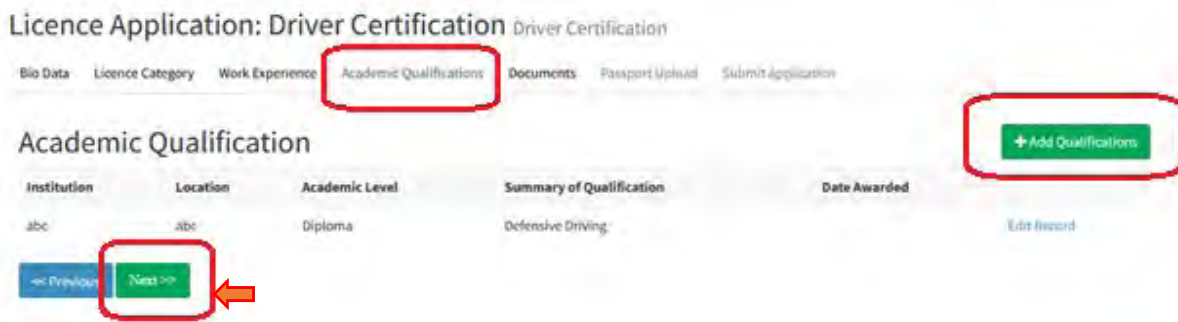 Licence Application: Driver Certification Driver Certification
Bio Data Licence Category Work Experience Academic Qualifications Documents Passport Upload Submit Application
Academic Qualification
+ Add Qualifications
Institution Location Academic Level Summary of Qualification Date Awarded
abc abc Diploma Defensive Driving Edit Record
<< Previous Next >>